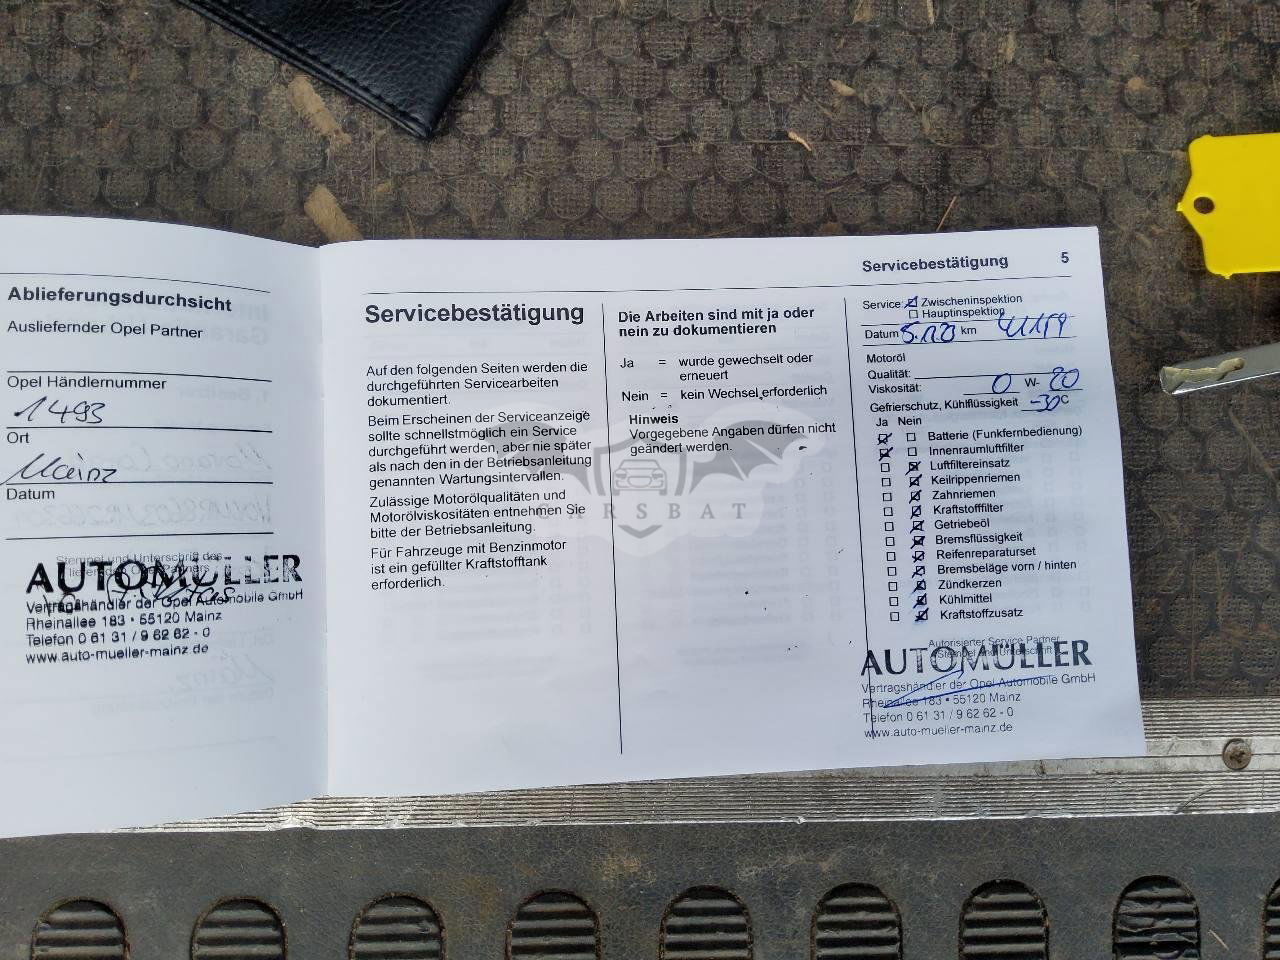 Ablieferungsdurchsicht
Ausliefernder Opel Partner
Opel Händlernummer
1493
Ort
Mainz
Datum
Stempel und Unterschrift des
AUTOMÜLLER
Vertragshändler der Opel Automobile GmbH
Rheinallee 183 • 55120 Mainz
Telefon 0 61 31 / 9 62 62 - 0
www.auto-mueller-mainz.de
Servicebestätigung
Auf den folgenden Seiten werden die
durchgeführten Servicearbeiten
dokumentiert.
Beim Erscheinen der Serviceanzeige
sollte schnellstmöglich ein Service
durchgeführt werden, aber nie später
als nach den in der Betriebsanleitung
genannten Wartungsintervallen.
Zulässige Motorölqualitäten und
Motorölviskositäten entnehmen Sie
bitte der Betriebsanleitung.
Für Fahrzeuge mit Benzinmotor
ist ein gefüllter Kraftstofftank
erforderlich.
Die Arbeiten sind mit ja oder
nein zu dokumentieren
Ja = wurde gewechselt oder
erneuert
Nein = kein Wechsel erforderlich
Hinweis
Vorgegebene Angaben dürfen nicht
geändert werden.
CARSBAT
Servicebestätigung 5
Service: Zwischeninspektion
Hauptinspektion
Datum km
Motoröl
Qualität:
Viskosität: 0 W- 20
Gefrierschutz, Kühlflüssigkeit -30°C
Ja Nein
Batterie (Funkfernbedienung)
Innenraumluftfilter
Luftfiltereinsatz
Keilrippenriemen
Zahnriemen
Kraftstofffilter
Getriebeöl
Bremsflüssigkeit
Reifenreparaturset
Bremsbeläge vorn / hinten
Zündkerzen
Kühlmittel
Kraftstoffzusatz
Autorisierter Service Partner
Stempel und Unterschrift
AUTOMÜLLER
Vertragshändler der Opel Automobile GmbH
Rheinallee 183 • 55120 Mainz
Telefon 0 61 31 / 9 62 62 - 0
www.auto-mueller-mainz.de